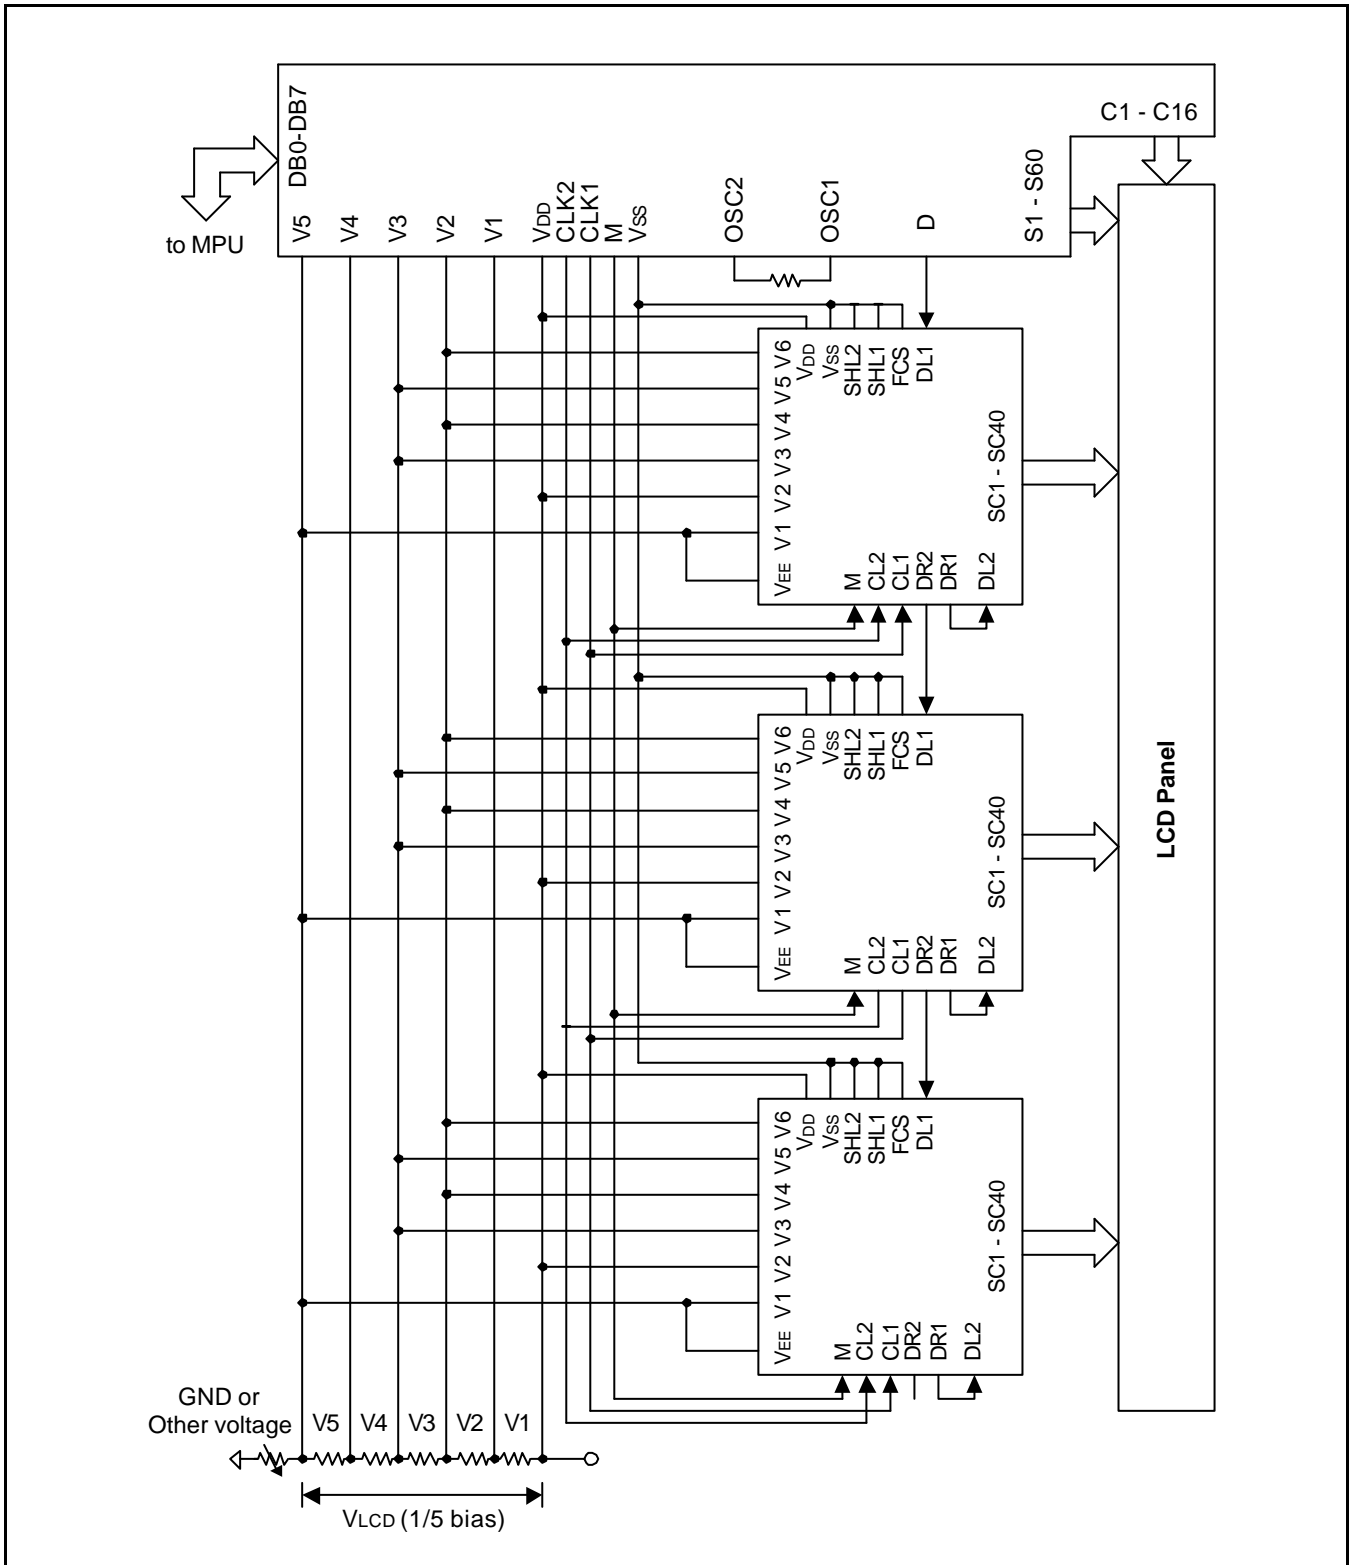 C1 - C16
DB0-DB7
to MPU
V5
V4
V3
V2
V1
VDD
CLK2
CLK1
M
VSS
OSC2
OSC1
D
S1 - S60
V6
V5
V4
V3
V2
V1
VEE
VDD
VSS
SHL2
SHL1
FCS
DL1
SC1 - SC40
M
CL2
CL1
DR2
DR1
DL2
V6
V5
V4
V3
V2
V1
VEE
VDD
VSS
SHL2
SHL1
FCS
DL1
SC1 - SC40
M
CL2
CL1
DR2
DR1
DL2
LCD Panel
V6
V5
V4
V3
V2
V1
VEE
VDD
VSS
SHL2
SHL1
FCS
DL1
SC1 - SC40
M
CL2
CL1
DR2
DR1
DL2
GND or
Other voltage
V5
V4
V3
V2
V1
VLCD (1/5 bias)